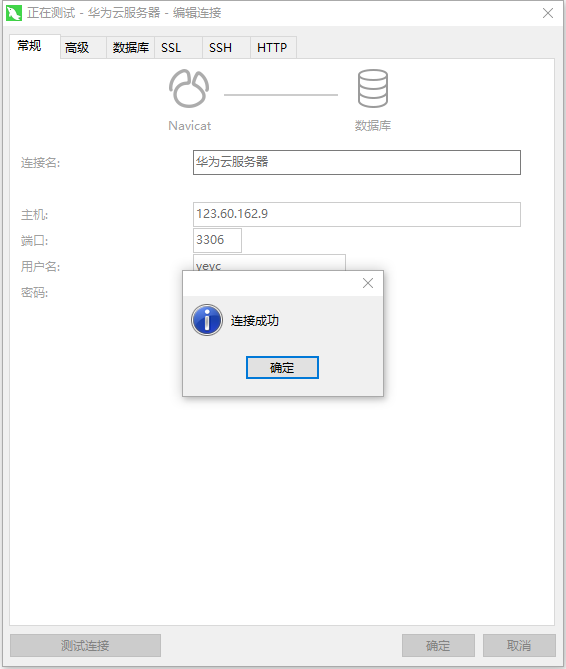 正在测试 - 华为云服务器 - 编辑连接
常规 高级 数据库 SSL SSH HTTP
Navicat 数据库
连接名: 华为云服务器
主机: 123.60.162.9
端口: 3306
用户名:
密码:
连接成功
确定
测试连接 确定 取消